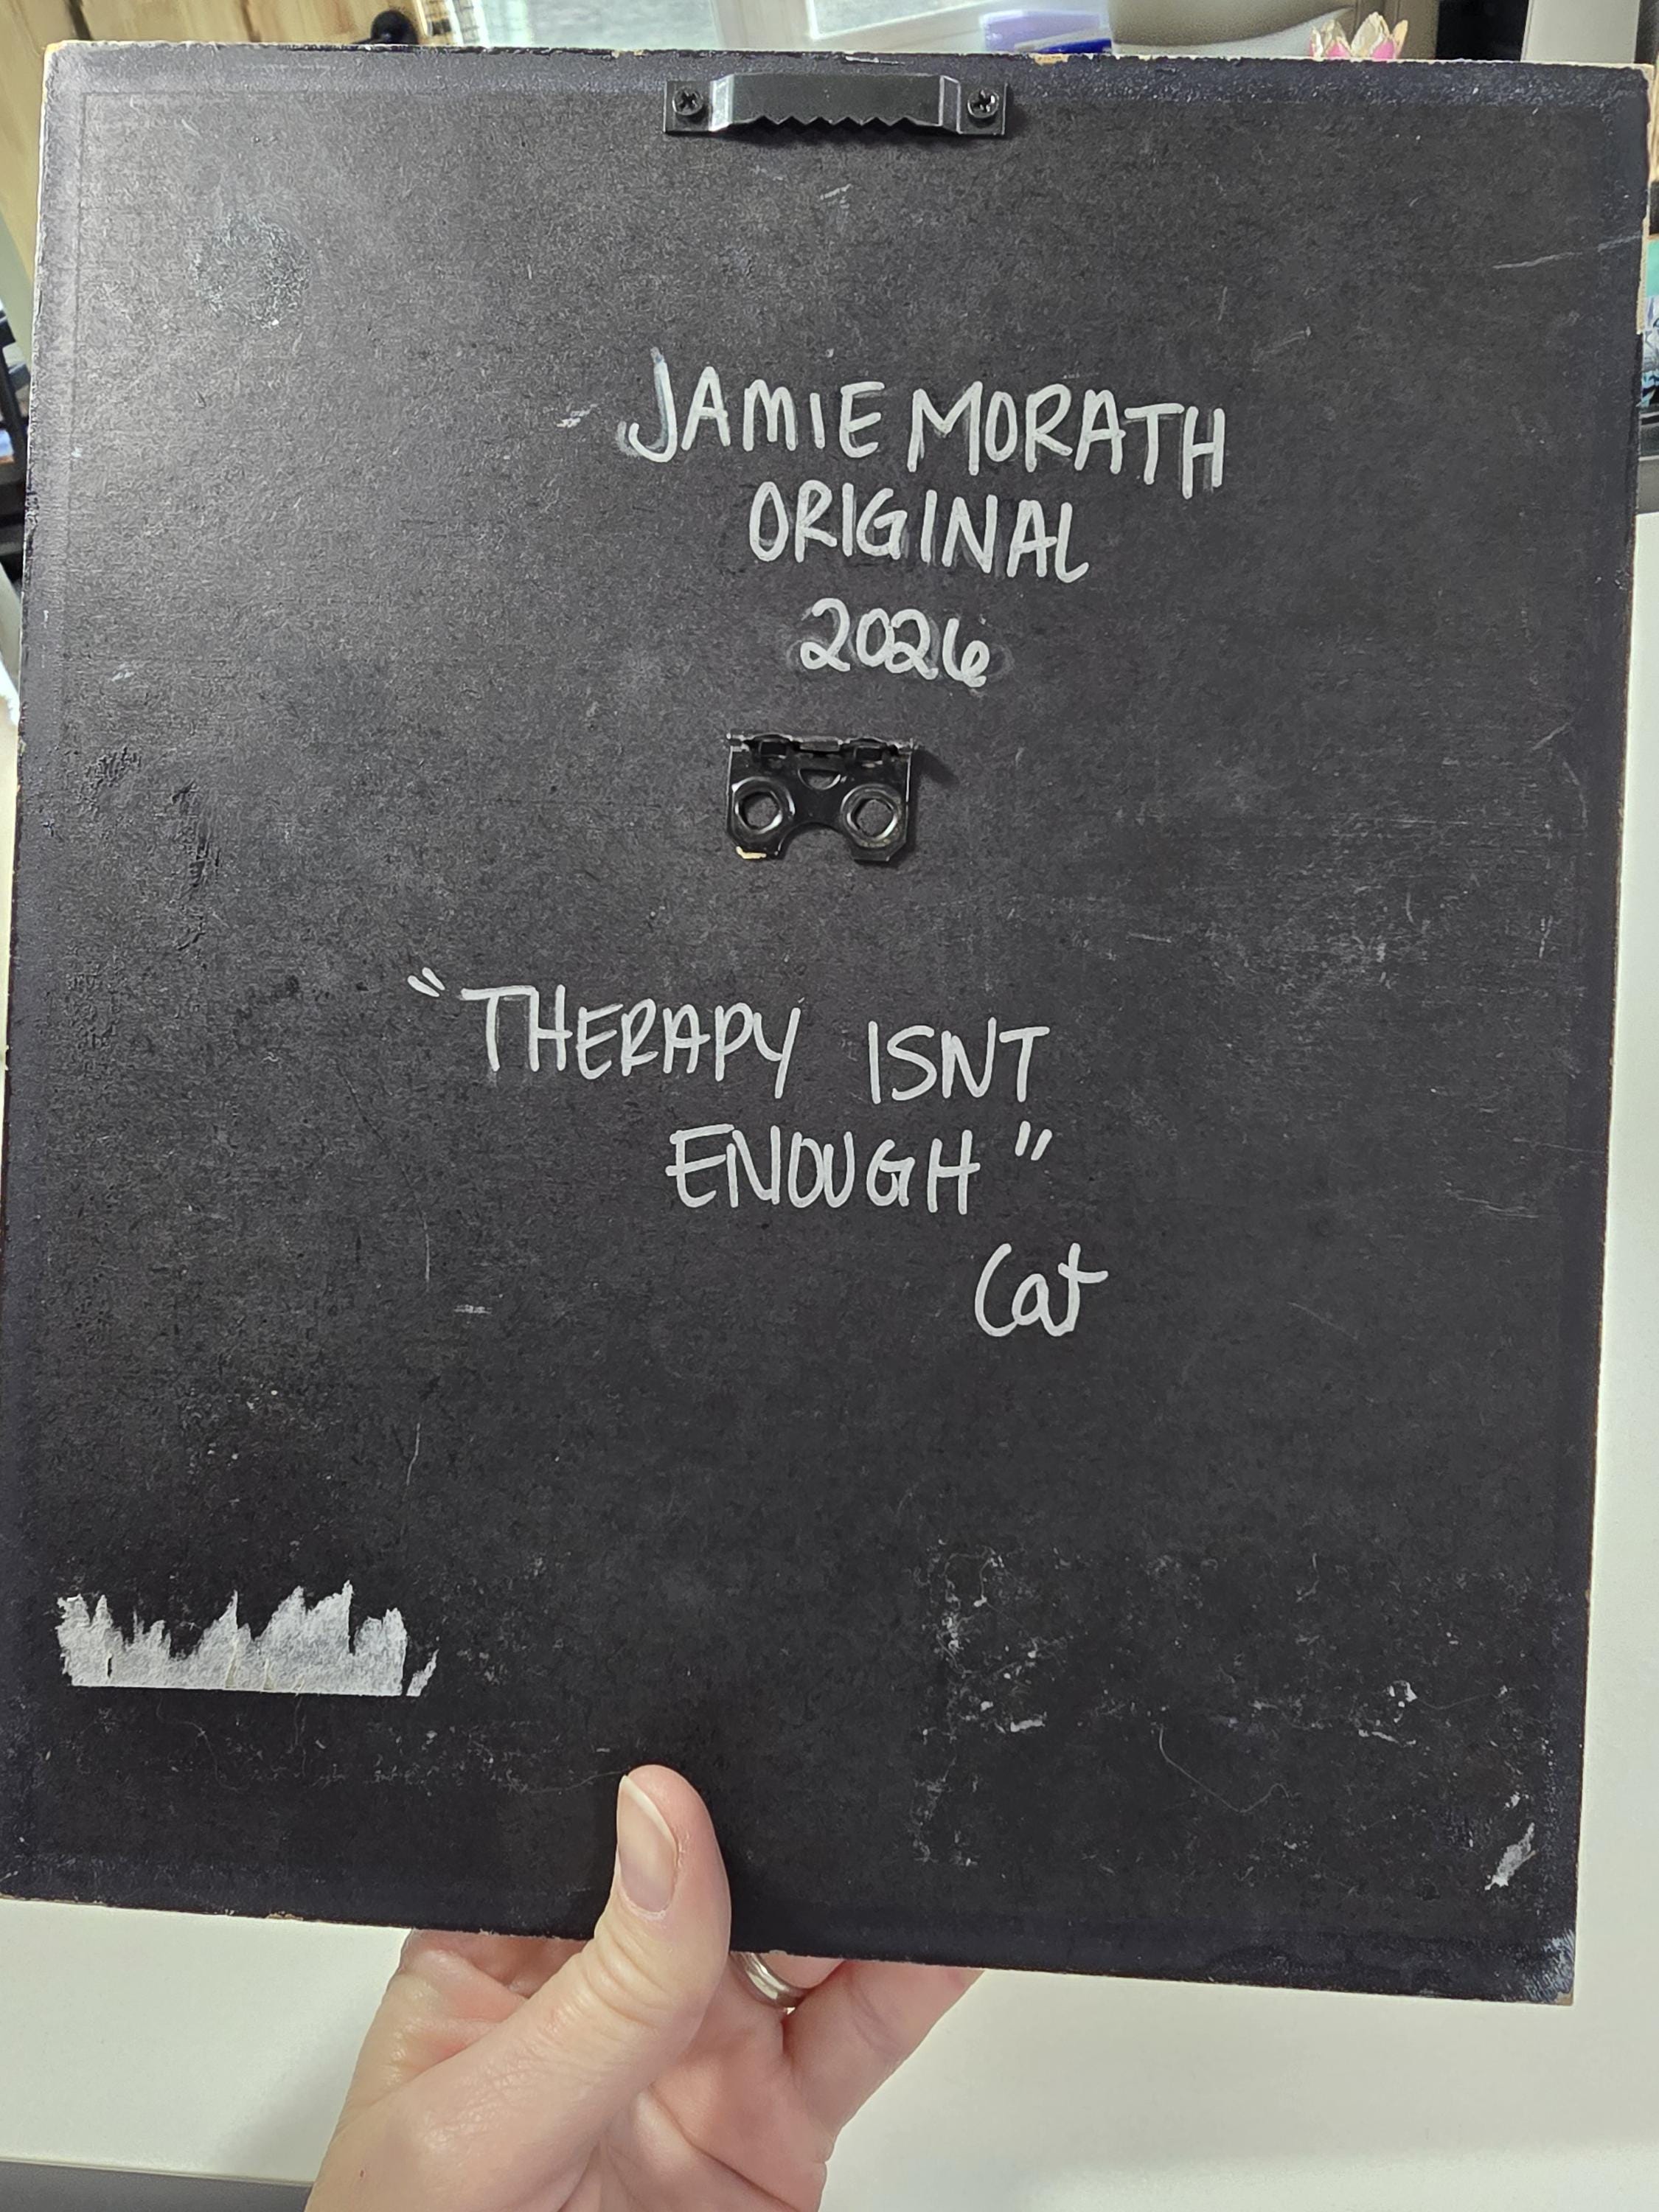 JAMIE MORATH
ORIGINAL
2026
"THERAPY ISNT
ENOUGH"
Cat